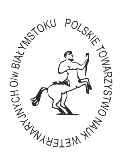 POLSKIE TOWARZYSTWO NAUK WETERYNARYJNYCH O/w BIAŁYMSTOKU